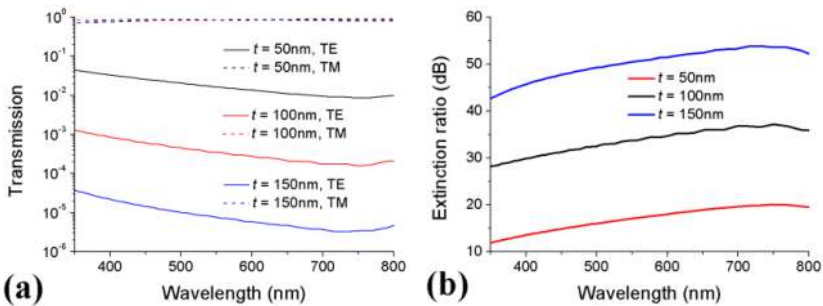 10⁰
10⁻¹
10⁻²
10⁻³
10⁻⁴
10⁻⁵
10⁻⁶
Transmission
t = 50nm, TE
t = 50nm, TM
t = 100nm, TE
t = 100nm, TM
t = 150nm, TE
t = 150nm, TM
400 500 600 700 800
Wavelength (nm)
(a)
60
50
40
30
20
10
Extinction ratio (dB)
t = 50nm
t = 100nm
t = 150nm
400 500 600 700 800
Wavelength (nm)
(b)